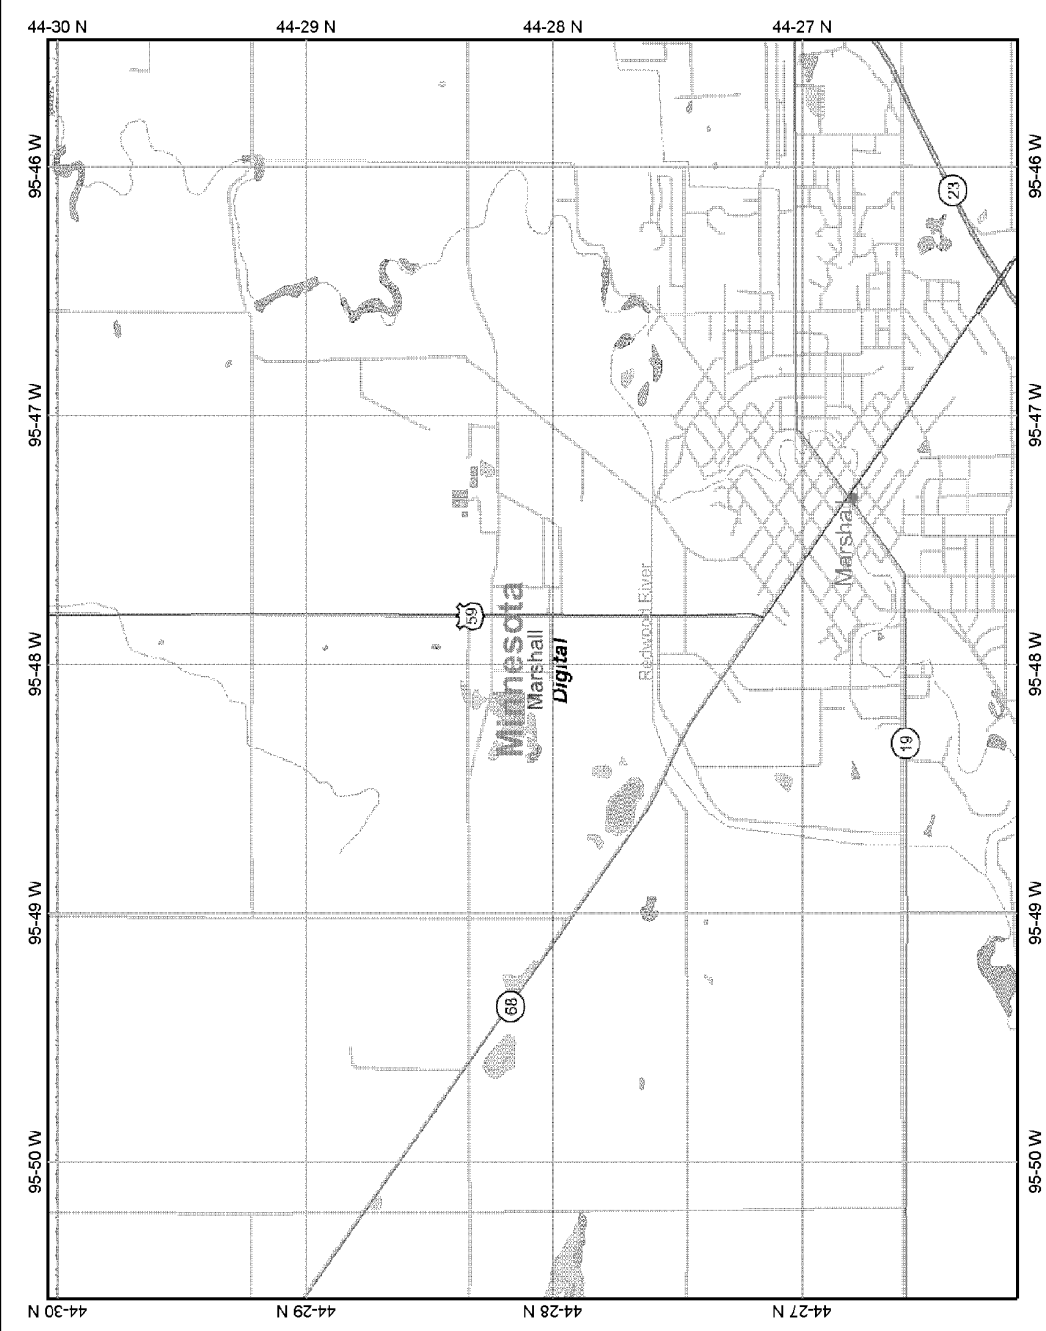 44-30 N
44-29 N
44-28 N
44-27 N
95-46 W
95-46 W
23
95-47 W
95-47 W
Marshall
59
Minnesota
Marshall
Digital
Redwood River
95-48 W
95-48 W
19
95-49 W
95-49 W
68
95-50 W
95-50 W
44-30 N
44-29 N
44-28 N
44-27 N